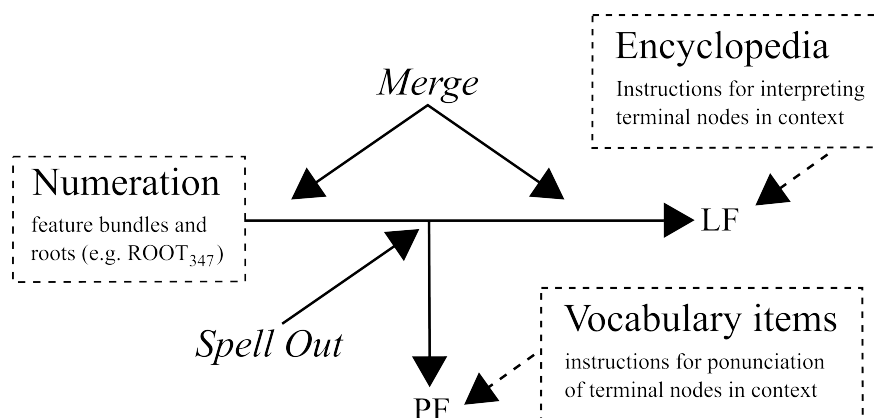 Encyclopedia
Instructions for interpreting
terminal nodes in context
Merge
Numeration
feature bundles and
roots (e.g. ROOT347)
LF
Spell Out
Vocabulary items
instructions for ponunciation
of terminal nodes in context
PF